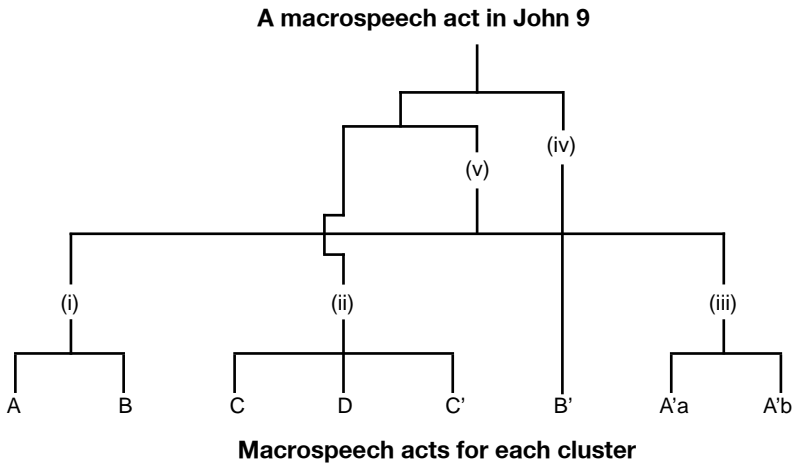 A macrospeech act in John 9
(iv)
(v)
(i) (ii) (iii)
A B C D C' B' A'a A'b
Macrospeech acts for each cluster